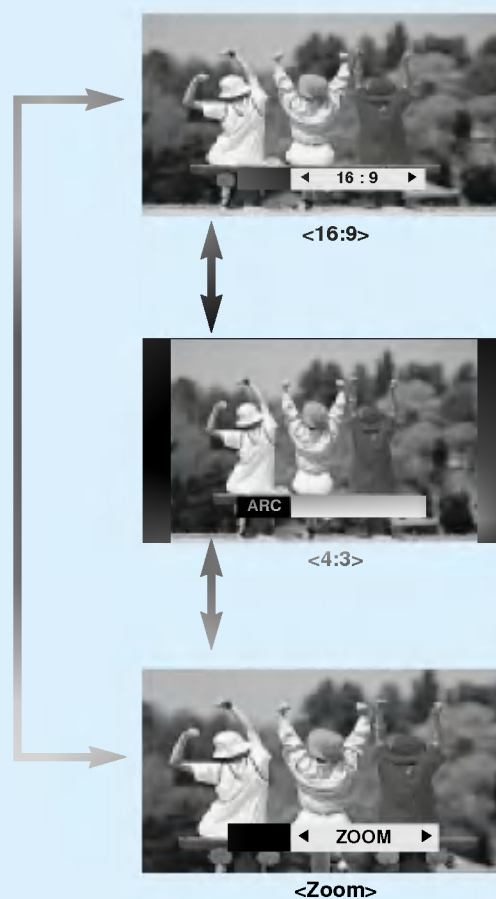 ◄ 16 : 9 ►
<16:9>
ARC
<4:3>
◄ ZOOM ►
<Zoom>